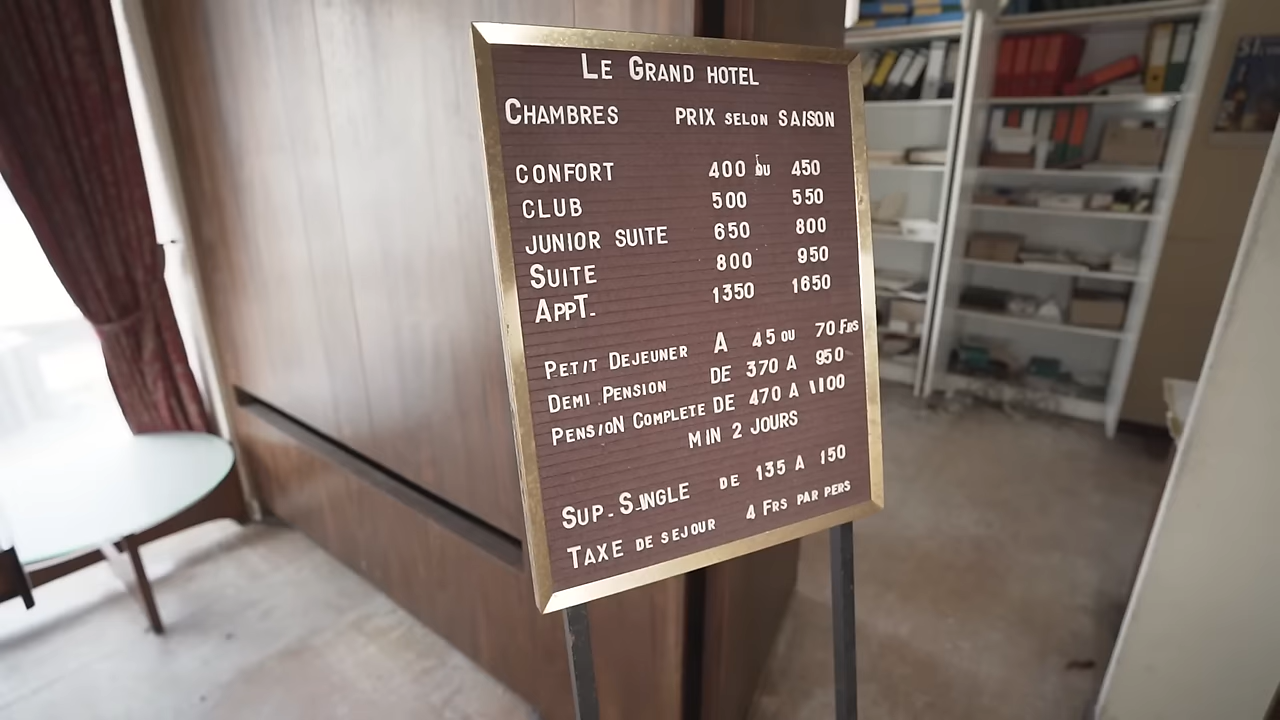 LE GRAND HOTEL
CHAMBRES PRIX SELON SAISON
CONFORT 400 OU 450
CLUB 500 550
JUNIOR SUITE 650 800
SUITE 800 950
APPT. 1350 1650
PETIT DEJEUNER A 45 OU 70 FRS
DEMI PENSION DE 370 A 950
PENSION COMPLETE DE 470 A 1100
MIN 2 JOURS
SUP. SINGLE DE 135 A 150
TAXE DE SEJOUR 4 FRS PAR PERS